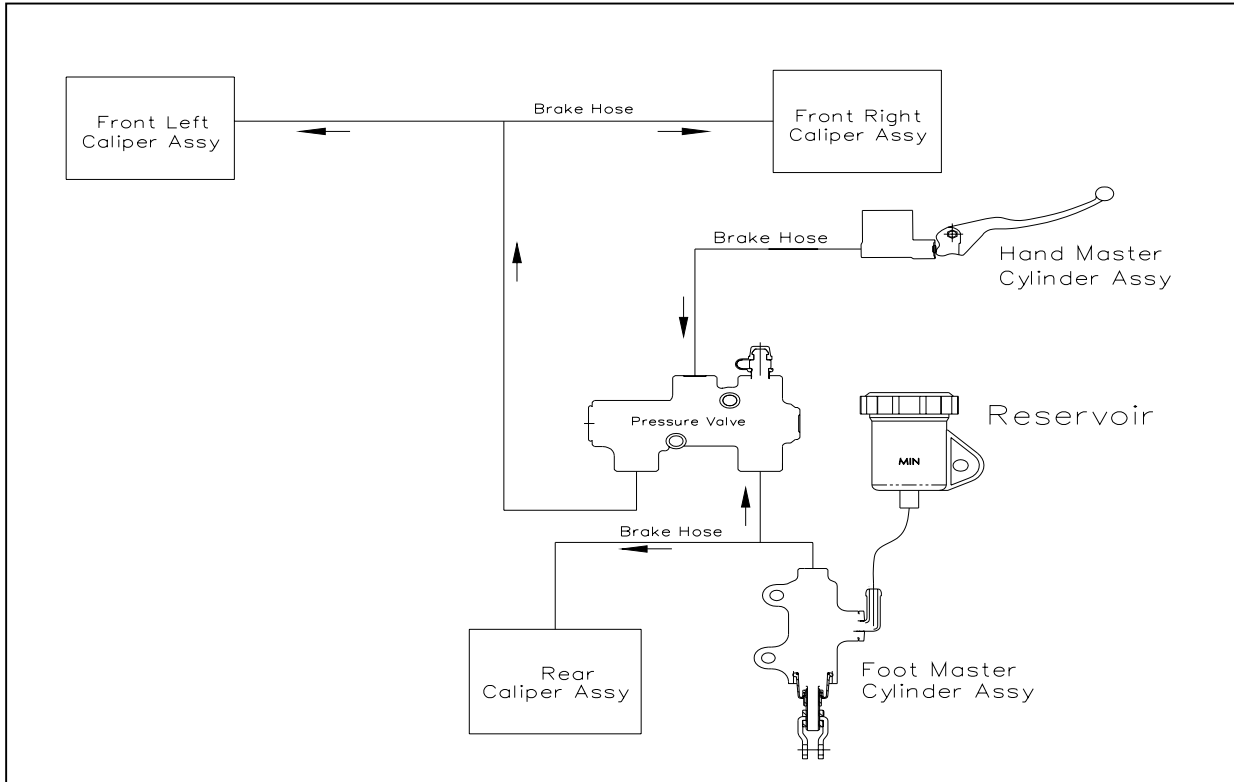 Front Left
Caliper Assy
Brake Hose
Front Right
Caliper Assy
Brake Hose
Hand Master
Cylinder Assy
Pressure Valve
Reservoir
MIN
Brake Hose
Rear
Caliper Assy
Foot Master
Cylinder Assy